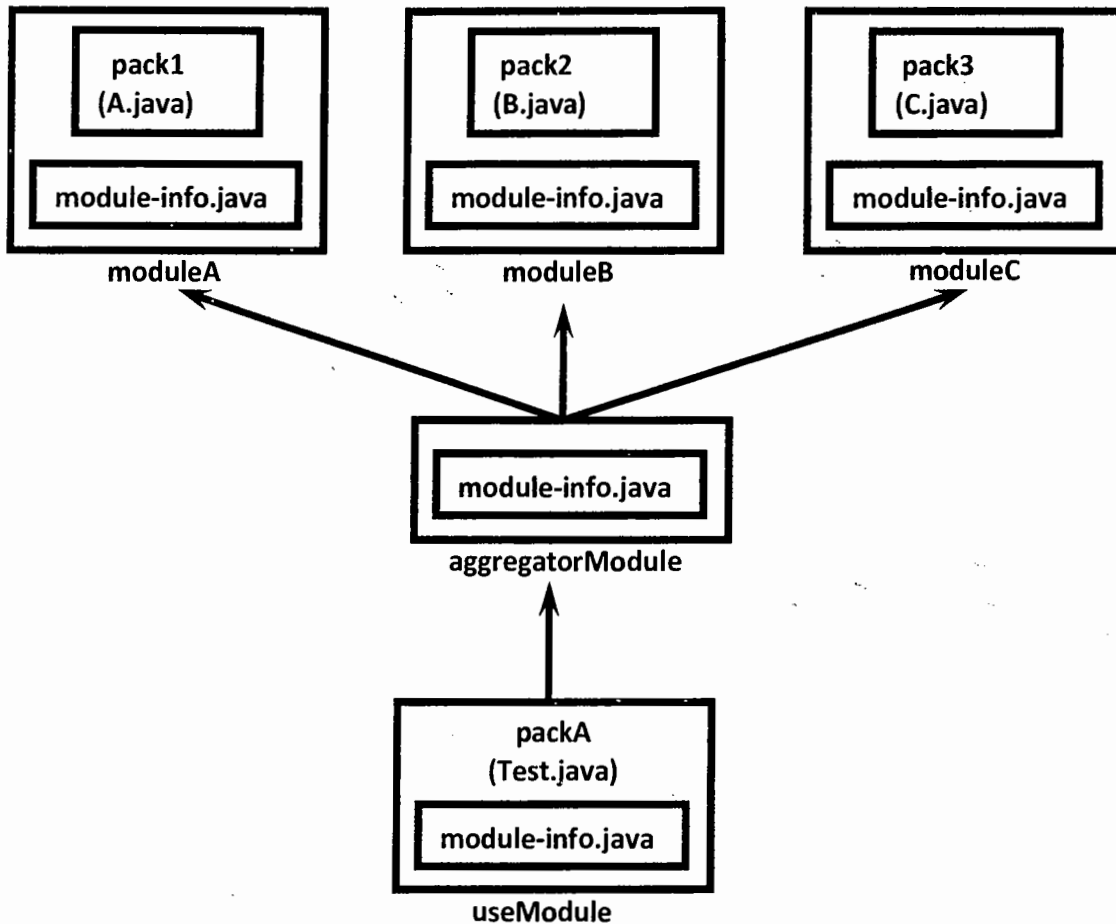 pack1
(A.java)
module-info.java
moduleA
pack2
(B.java)
module-info.java
moduleB
pack3
(C.java)
module-info.java
moduleC
module-info.java
aggregatorModule
packA
(Test.java)
module-info.java
useModule